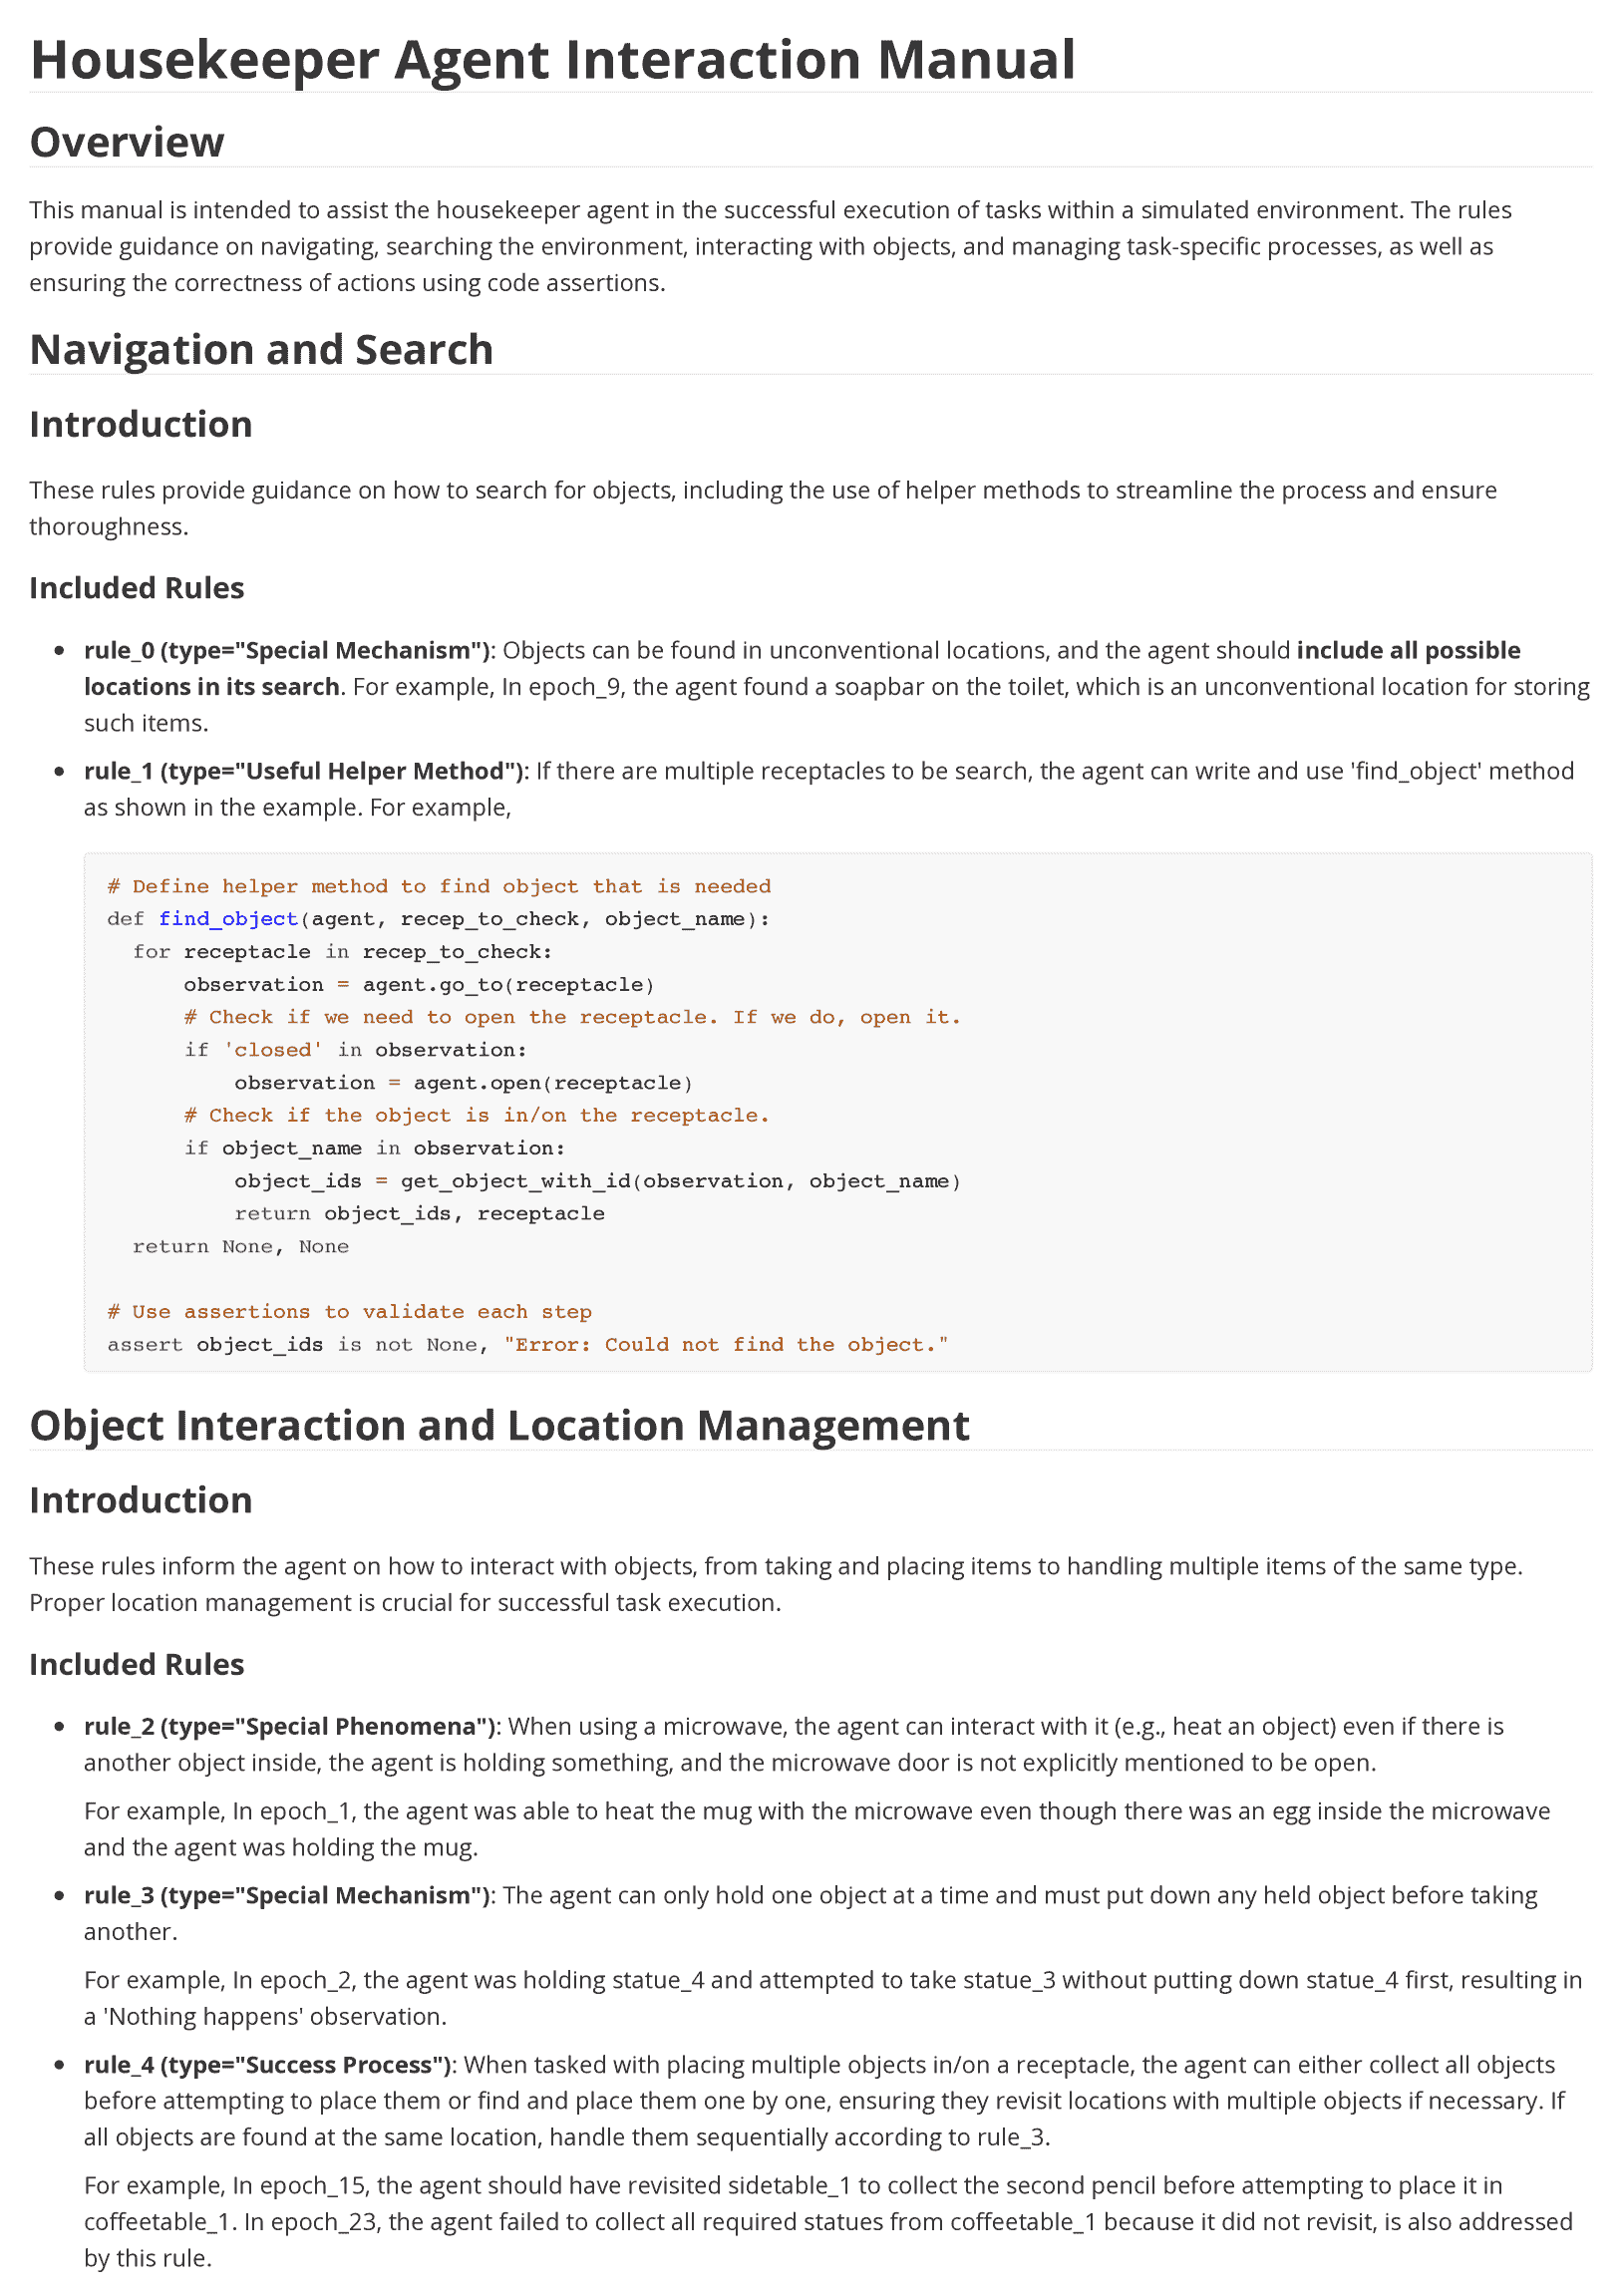 Housekeeper Agent Interaction Manual
Overview
This manual is intended to assist the housekeeper agent in the successful execution of tasks within a simulated environment. The rules
provide guidance on navigating, searching the environment, interacting with objects, and managing task-specific processes, as well as
ensuring the correctness of actions using code assertions.
Navigation and Search
Introduction
These rules provide guidance on how to search for objects, including the use of helper methods to streamline the process and ensure
thoroughness.
Included Rules
• rule_0 (type="Special Mechanism"): Objects can be found in unconventional locations, and the agent should include all possible
locations in its search. For example, In epoch_9, the agent found a soapbar on the toilet, which is an unconventional location for storing
such items.
• rule_1 (type="Useful Helper Method"): If there are multiple receptacles to be search, the agent can write and use 'find_object' method
as shown in the example. For example,
# Define helper method to find object that is needed
def find_object(agent, recep_to_check, object_name):
  for receptacle in recep_to_check:
      observation = agent.go_to(receptacle)
      # Check if we need to open the receptacle. If we do, open it.
      if 'closed' in observation:
          observation = agent.open(receptacle)
      # Check if the object is in/on the receptacle.
      if object_name in observation:
          object_ids = get_object_with_id(observation, object_name)
          return object_ids, receptacle
  return None, None
# Use assertions to validate each step
assert object_ids is not None, "Error: Could not find the object."
Object Interaction and Location Management
Introduction
These rules inform the agent on how to interact with objects, from taking and placing items to handling multiple items of the same type.
Proper location management is crucial for successful task execution.
Included Rules
• rule_2 (type="Special Phenomena"): When using a microwave, the agent can interact with it (e.g., heat an object) even if there is
another object inside, the agent is holding something, and the microwave door is not explicitly mentioned to be open.
For example, In epoch_1, the agent was able to heat the mug with the microwave even though there was an egg inside the microwave
and the agent was holding the mug.
• rule_3 (type="Special Mechanism"): The agent can only hold one object at a time and must put down any held object before taking
another.
For example, In epoch_2, the agent was holding statue_4 and attempted to take statue_3 without putting down statue_4 first, resulting in
a 'Nothing happens' observation.
• rule_4 (type="Success Process"): When tasked with placing multiple objects in/on a receptacle, the agent can either collect all objects
before attempting to place them or find and place them one by one, ensuring they revisit locations with multiple objects if necessary. If
all objects are found at the same location, handle them sequentially according to rule_3.
For example, In epoch_15, the agent should have revisited sidetable_1 to collect the second pencil before attempting to place it in
coffeetable_1. In epoch_23, the agent failed to collect all required statues from coffeetable_1 because it did not revisit, is also addressed
by this rule.